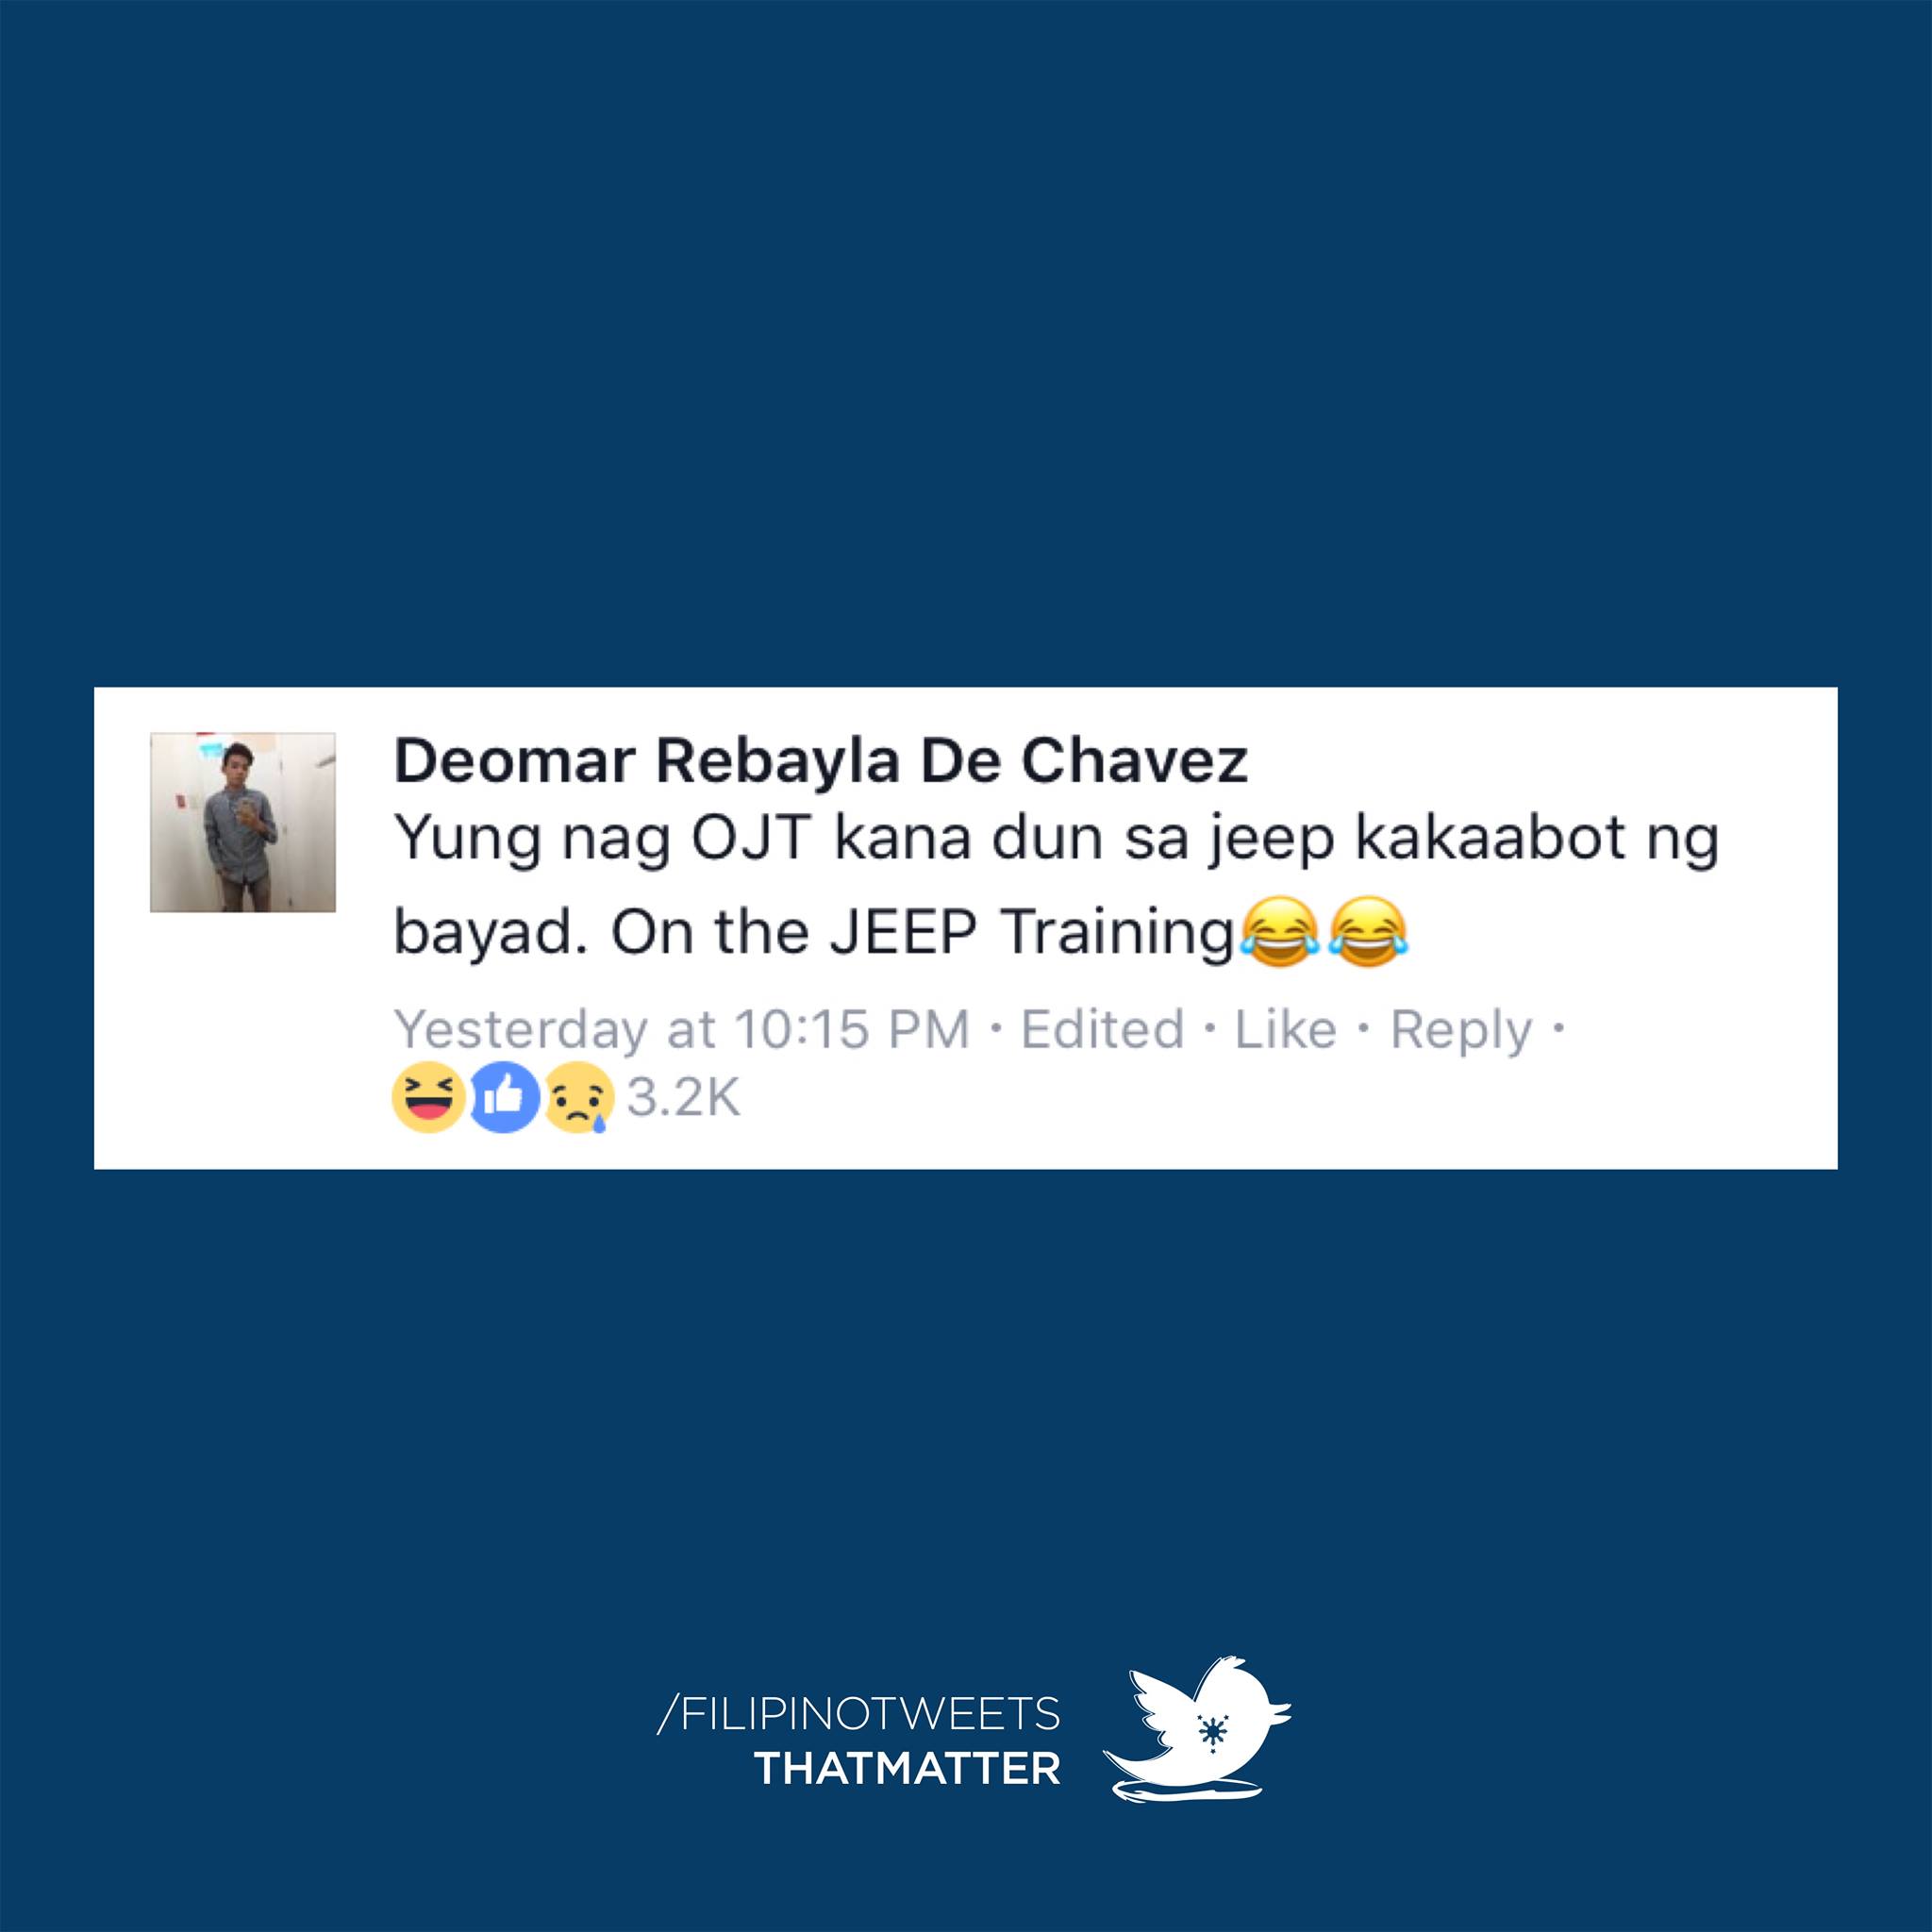 Deomar Rebayla De Chavez
Yung nag OJT kana dun sa jeep kakaabot ng
bayad. On the JEEP Training😂😂
Yesterday at 10:15 PM · Edited · Like · Reply ·
3.2K
/FILIPINOTWEETS
THATMATTER